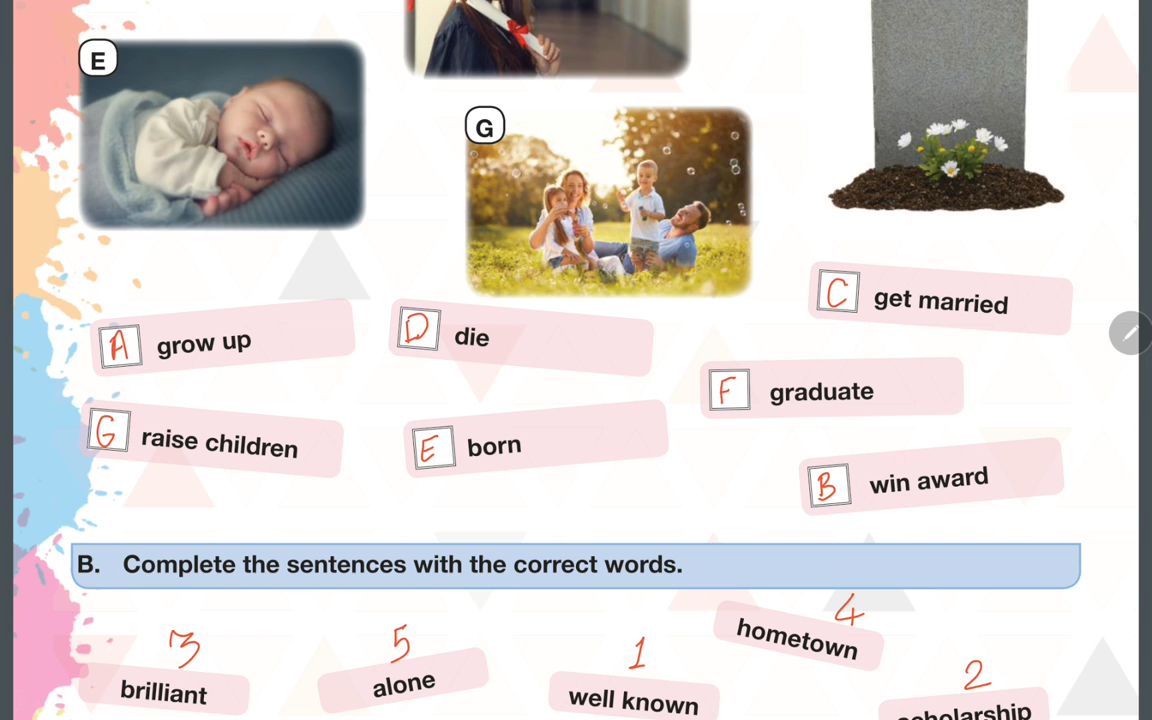 E
G
C get married
A grow up
D die
F graduate
G raise children
E born
B win award
B. Complete the sentences with the correct words.
4
hometown
3
brilliant
5
alone
1
well known
2
scholarship